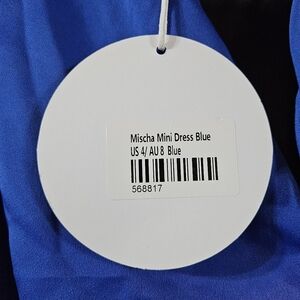 Mischa Mini Dress Blue
US 4/ AU 8 Blue
568817